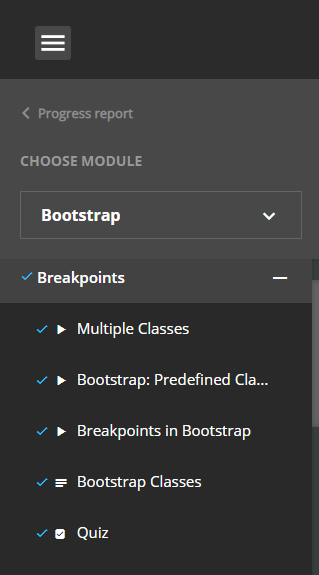 Progress report
CHOOSE MODULE
Bootstrap
Breakpoints
Multiple Classes
Bootstrap: Predefined Cla...
Breakpoints in Bootstrap
Bootstrap Classes
Quiz